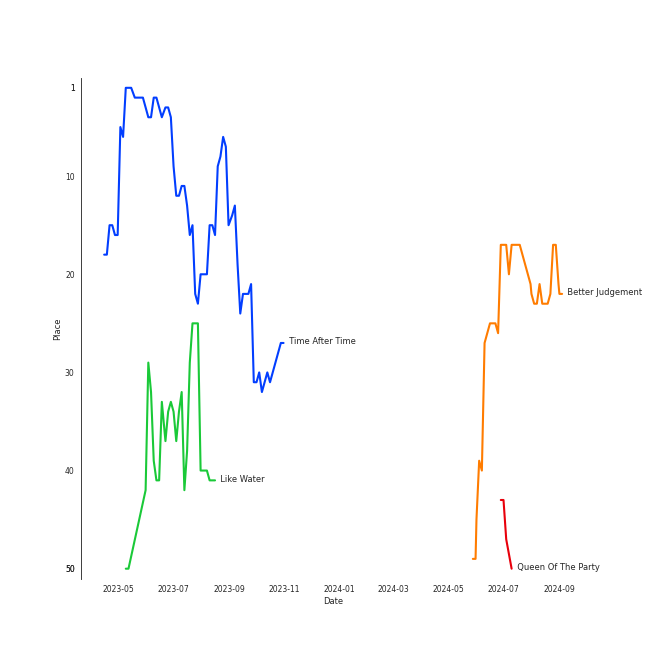 1
10
20
30
40
50
Place
Time After Time
Like Water
Better Judgement
Queen Of The Party
2023-05 2023-07 2023-09 2023-11 2024-01 2024-03 2024-05 2024-07 2024-09
Date